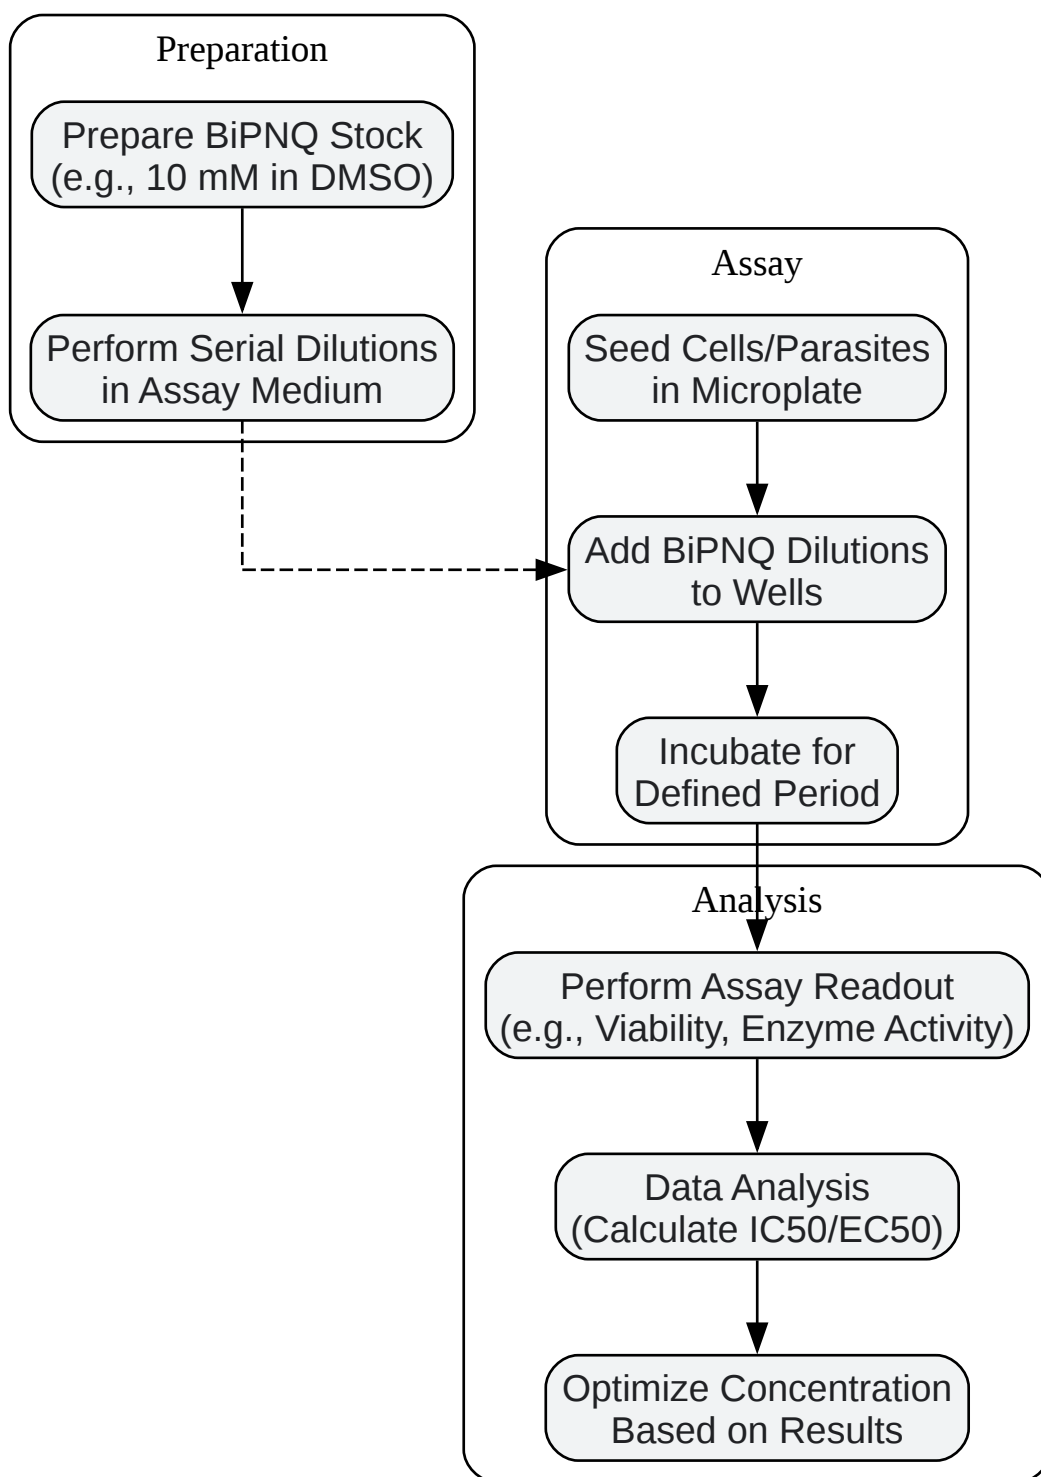 Preparation
Prepare BiPNQ Stock
(e.g., 10 mM in DMSO)
Perform Serial Dilutions
in Assay Medium
Assay
Seed Cells/Parasites
in Microplate
Add BiPNQ Dilutions
to Wells
Incubate for
Defined Period
Analysis
Perform Assay Readout
(e.g., Viability, Enzyme Activity)
Data Analysis
(Calculate IC50/EC50)
Optimize Concentration
Based on Results